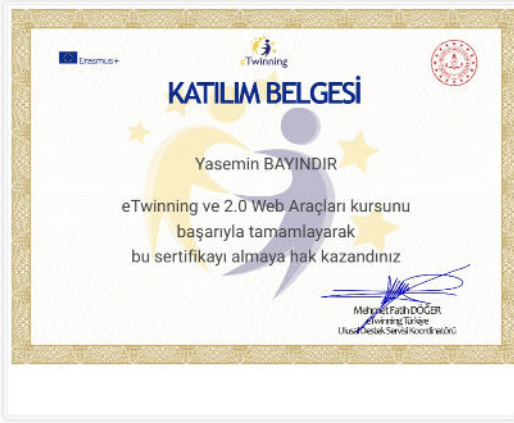 Erasmus+
eTwinning
KATILIM BELGESİ
Yasemin BAYINDIR
eTwinning ve 2.0 Web Araçları kursunu
başarıyla tamamlayarak
bu sertifikayı almaya hak kazandınız
Mehmet Fatih DÖĞER
eTwinning Türkiye
Ulusal Destek Servisi Koordinatörü